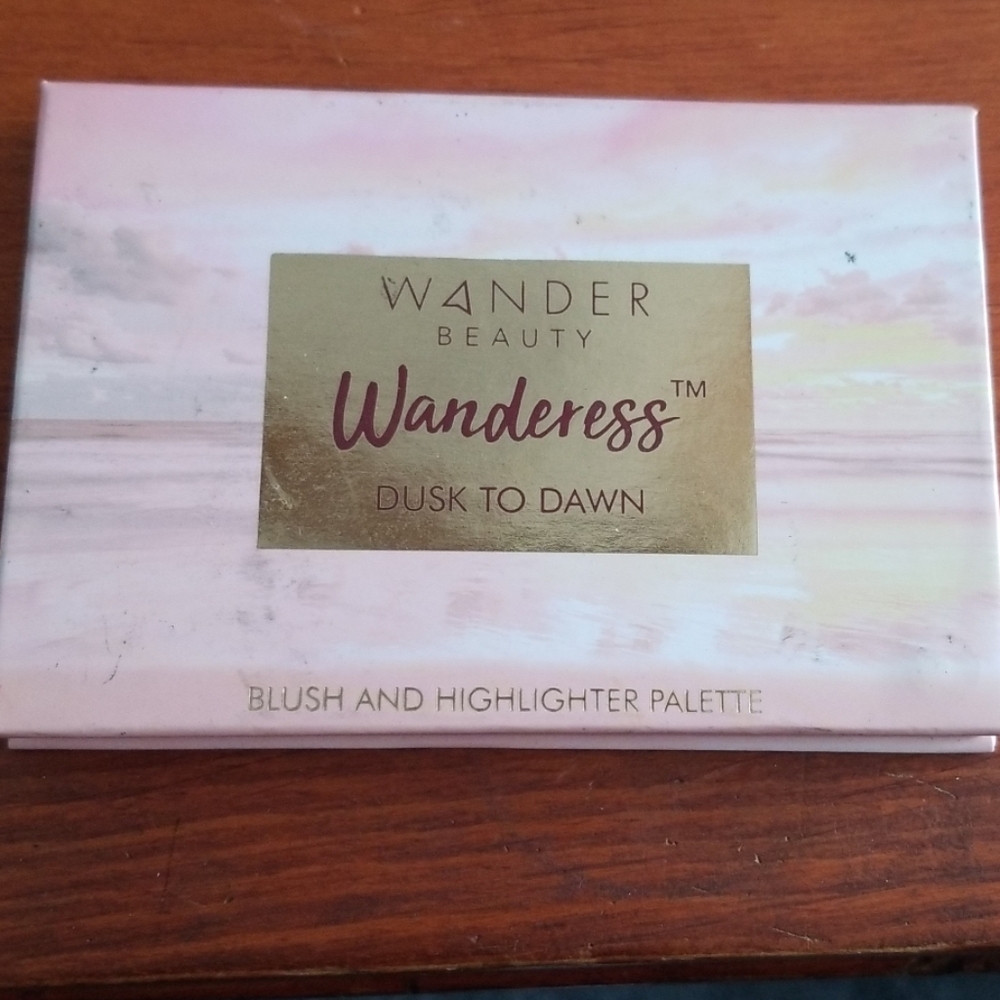 WANDER
BEAUTY
Wanderess™
DUSK TO DAWN
BLUSH AND HIGHLIGHTER PALETTE